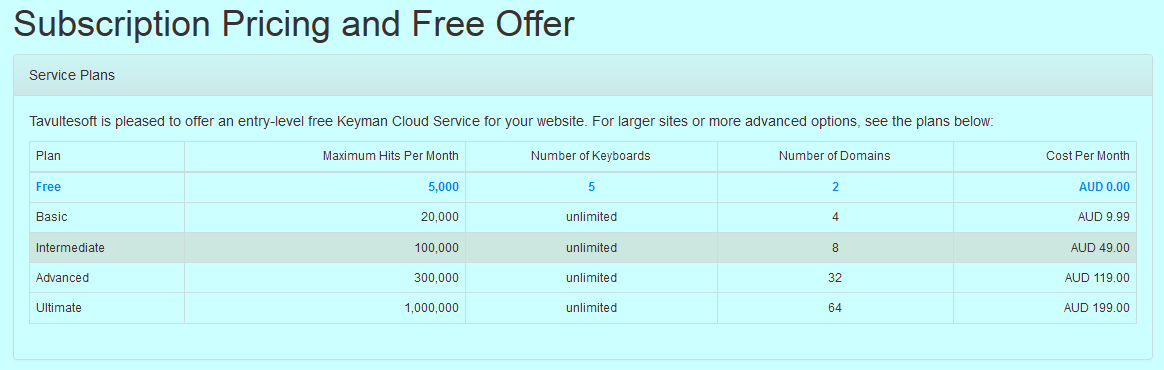 Subscription Pricing and Free Offer
Service Plans
Tavultesoft is pleased to offer an entry-level free Keyman Cloud Service for your website. For larger sites or more advanced options, see the plans below:
Plan Maximum Hits Per Month Number of Keyboards Number of Domains Cost Per Month
Free 5,000 5 2 AUD 0.00
Basic 20,000 unlimited 4 AUD 9.99
Intermediate 100,000 unlimited 8 AUD 49.00
Advanced 300,000 unlimited 32 AUD 119.00
Ultimate 1,000,000 unlimited 64 AUD 199.00